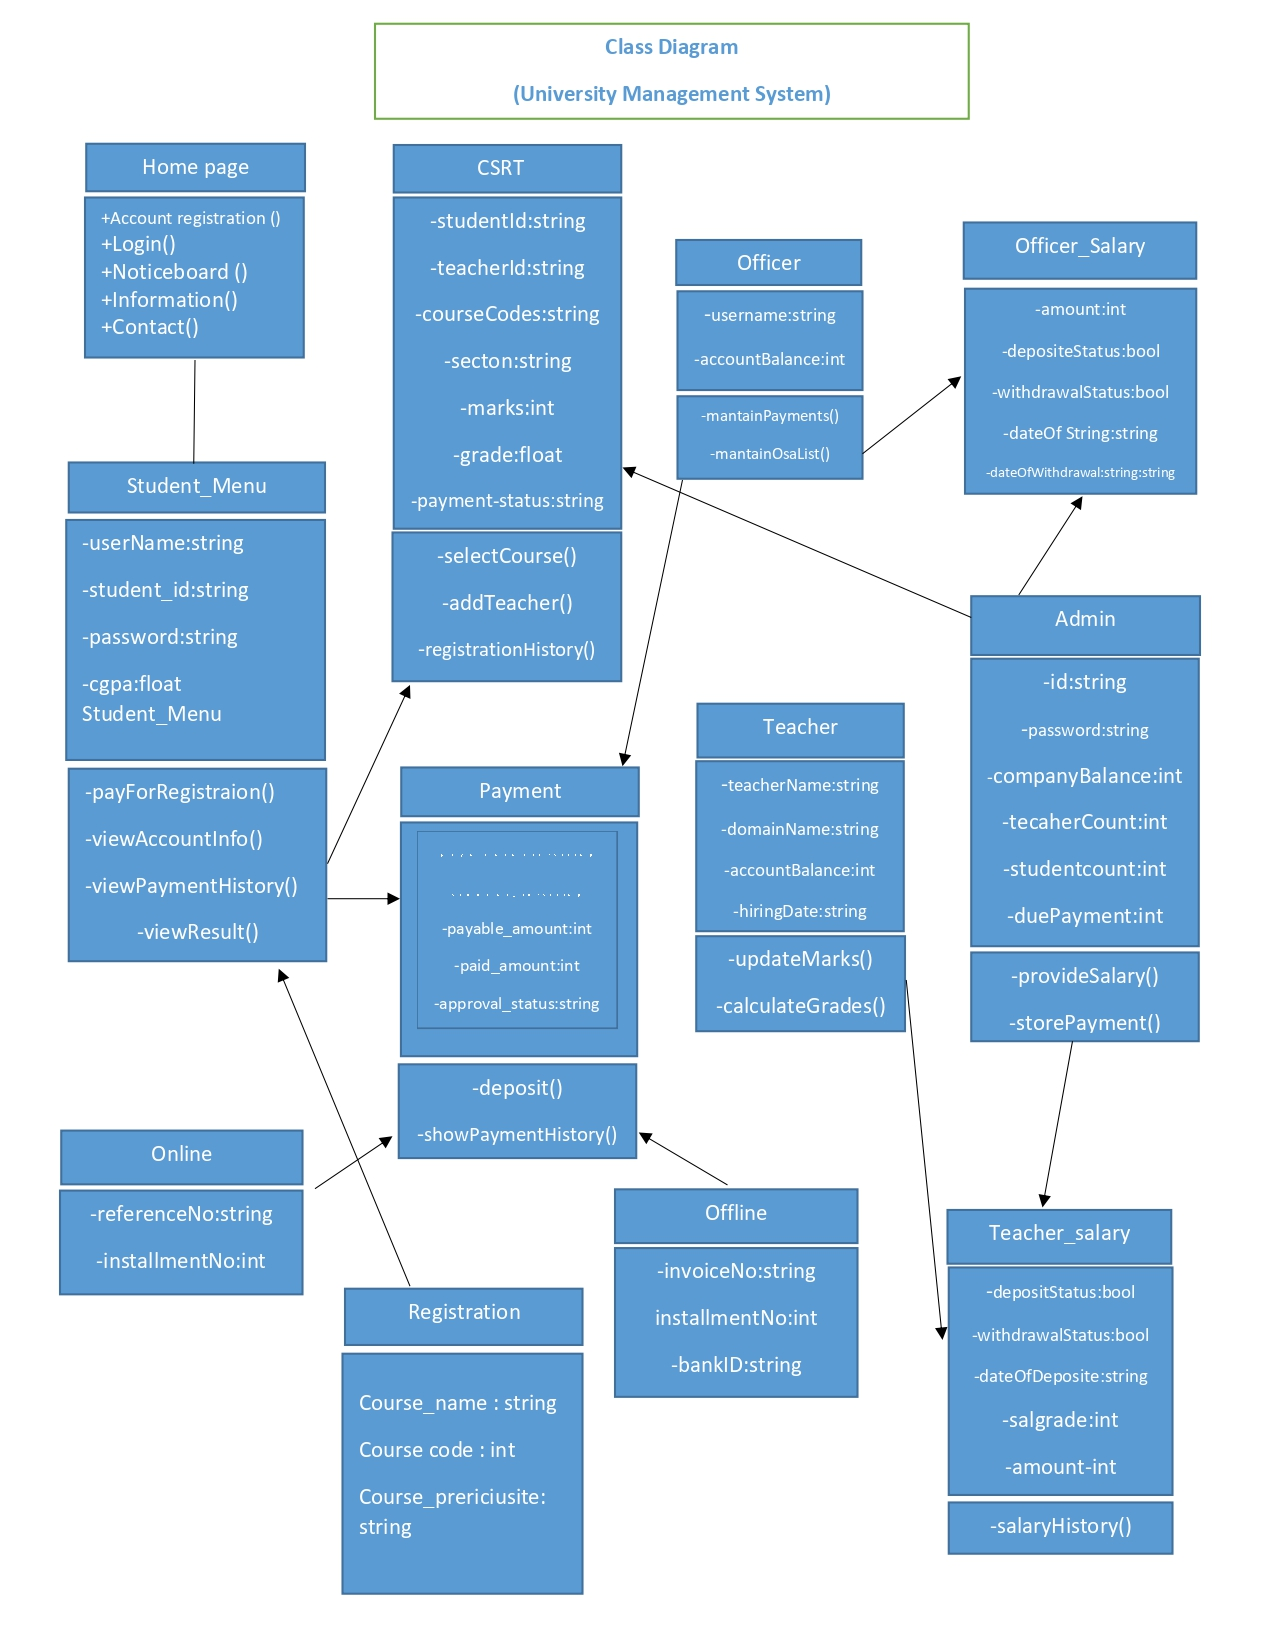 Class Diagram
(University Management System)
Home page
+Account registration ()
+Login()
+Noticeboard ()
+Information()
+Contact()
CSRT
-studentId:string
-teacherId:string
-courseCodes:string
-secton:string
-marks:int
-grade:float
-payment-status:string
-selectCourse()
-addTeacher()
-registrationHistory()
Officer
-username:string
-accountBalance:int
-mantainPayments()
-mantainOsaList()
Officer_Salary
-amount:int
-depositeStatus:bool
-withdrawalStatus:bool
-dateOf String:string
-dateOfWithdrawal:string:string
Student_Menu
-userName:string
-student_id:string
-password:string
-cgpa:float
Student_Menu
-payForRegistraion()
-viewAccountInfo()
-viewPaymentHistory()
-viewResult()
Admin
-id:string
-password:string
-companyBalance:int
-tecaherCount:int
-studentcount:int
-duePayment:int
-provideSalary()
-storePayment()
Teacher
-teacherName:string
-domainName:string
-accountBalance:int
-hiringDate:string
-updateMarks()
-calculateGrades()
Payment
-payable_amount:int
-paid_amount:int
-approval_status:string
-deposit()
-showPaymentHistory()
Online
-referenceNo:string
-installmentNo:int
Offline
-invoiceNo:string
installmentNo:int
-bankID:string
Registration
Course_name : string
Course code : int
Course_prericiusite:
string
Teacher_salary
-depositStatus:bool
-withdrawalStatus:bool
-dateOfDeposite:string
-salgrade:int
-amount-int
-salaryHistory()